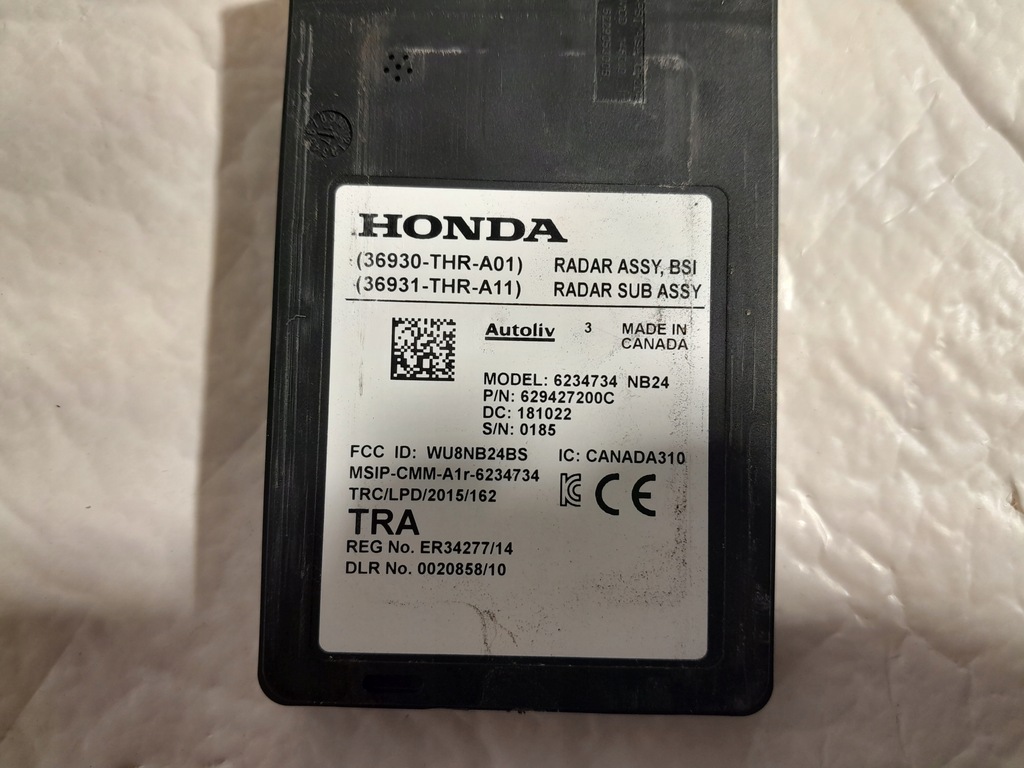 HONDA
(36930-THR-A01) RADAR ASSY, BSI
(36931-THR-A11) RADAR SUB ASSY
Autoliv 3 MADE IN
CANADA
MODEL: 6234734 NB24
P/N: 629427200C
DC: 181022
S/N: 0185
FCC ID: WU8NB24BS IC: CANADA310
MSIP-CMM-A1r-6234734
TRC/LPD/2015/162
CE
TRA
REG No. ER34277/14
DLR No. 0020858/10